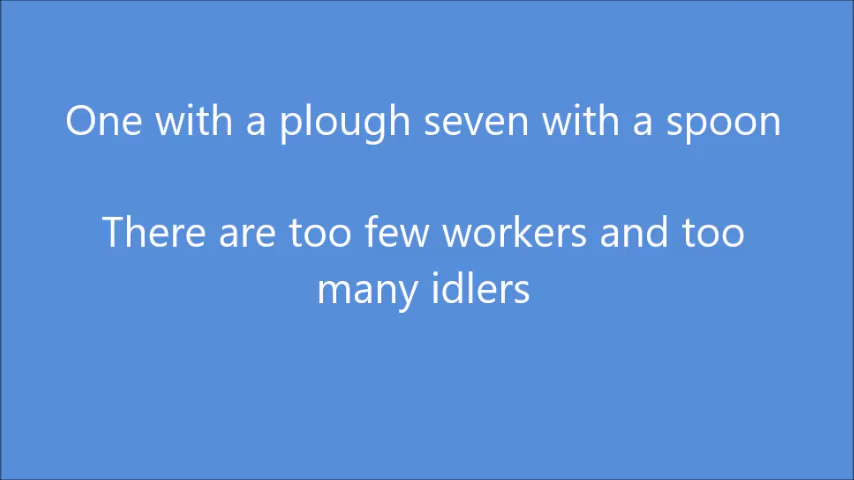 One with a plough seven with a spoon
There are too few workers and too
many idlers